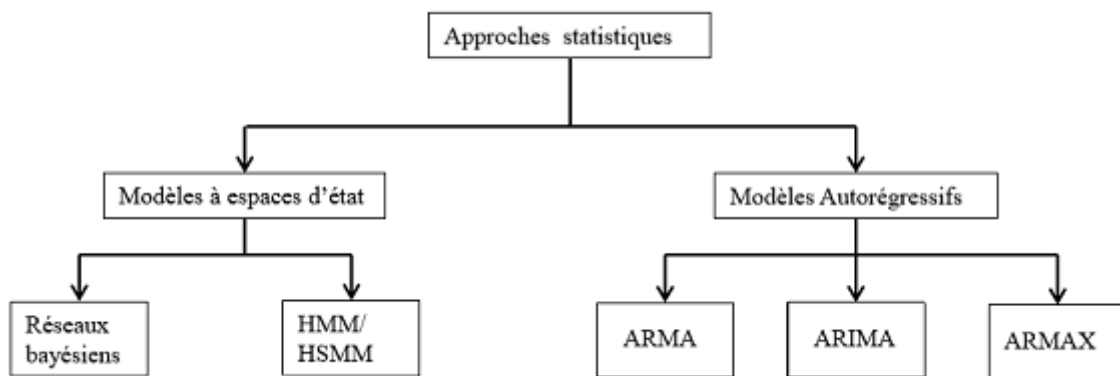 Approches statistiques
Modèles à espaces d'état
Modèles Autorégressifs
Réseaux
bayésiens
HMM/
HSMM
ARMA
ARIMA
ARMAX